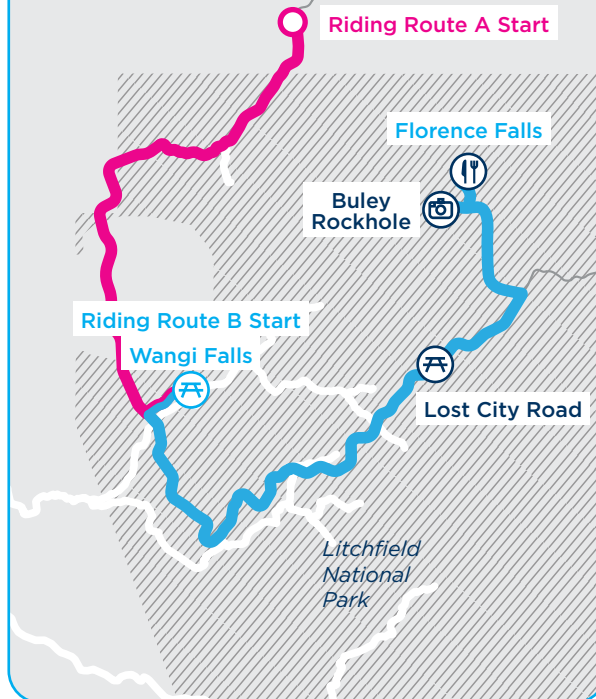 Riding Route A Start
Florence Falls
Buley
Rockhole
Riding Route B Start
Wangi Falls
Lost City Road
Litchfield
National
Park